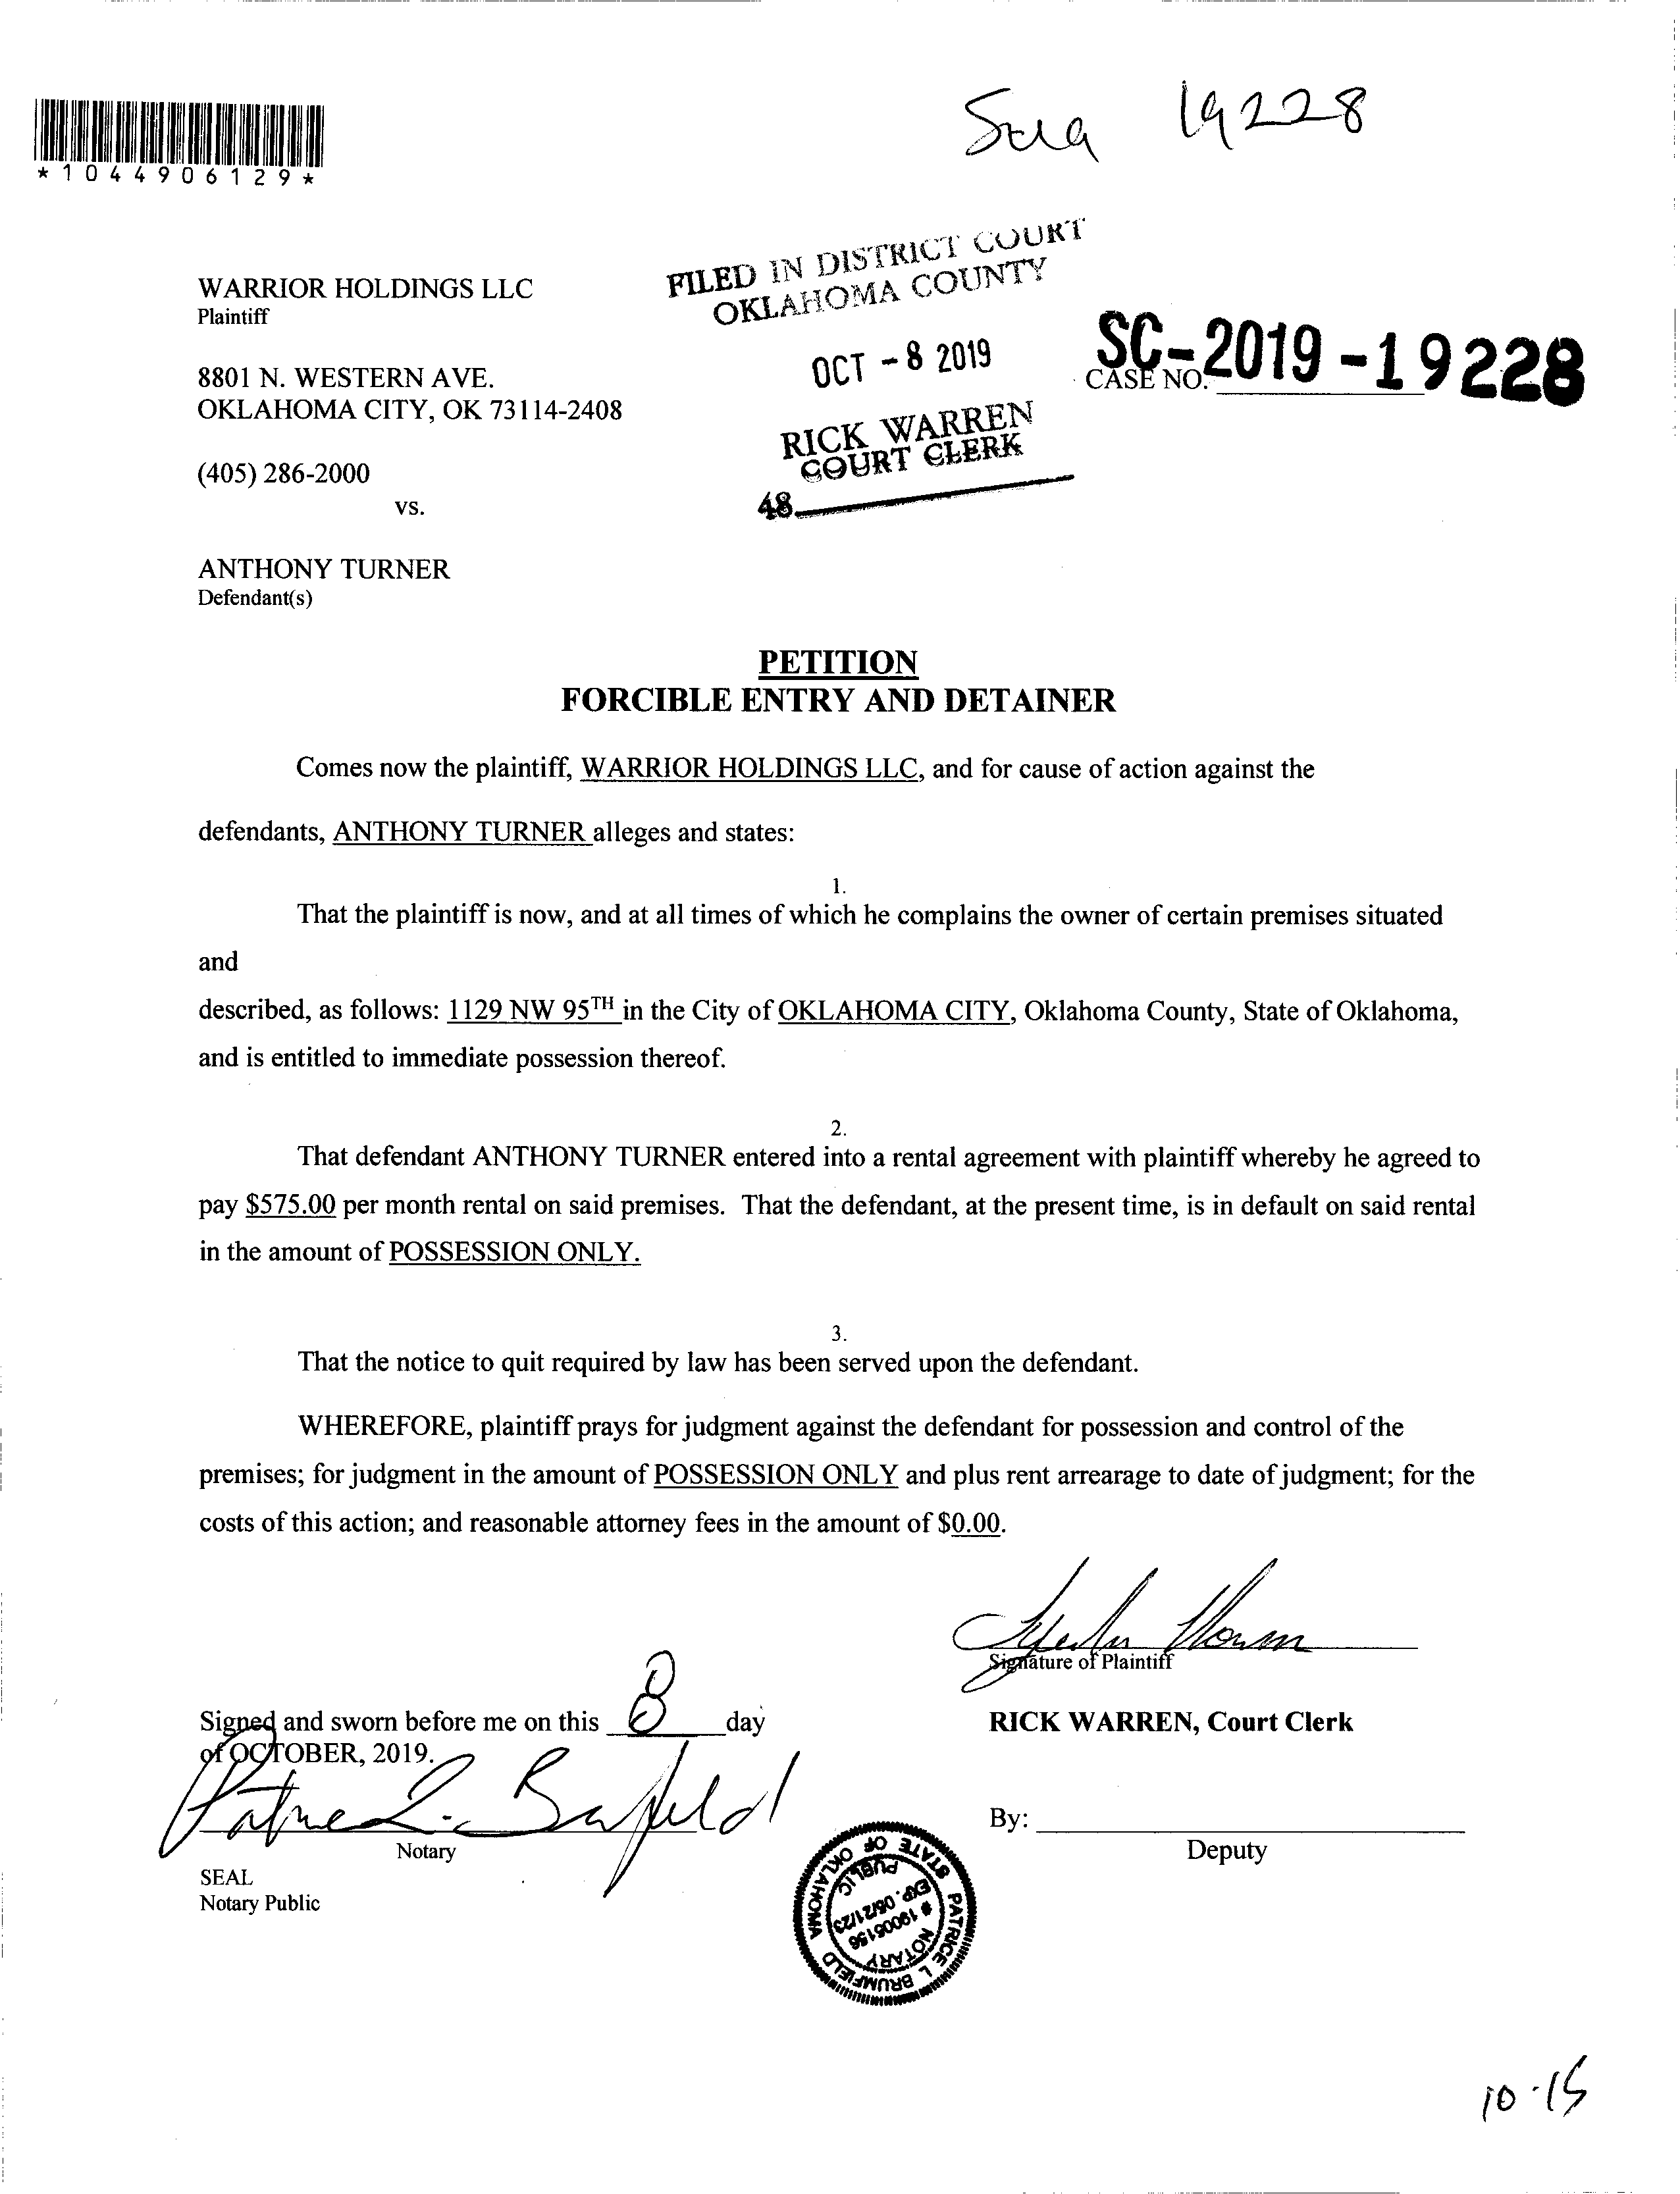 19228
*1044906129*
FILED IN DISTRICT COURT
OKLAHOMA COUNTY
WARRIOR HOLDINGS LLC
Plaintiff
OCT - 8 2019
SC-2019-19228
CASE NO.
8801 N. WESTERN AVE.
OKLAHOMA CITY, OK 73114-2408
RICK WARREN
COURT CLERK
(405) 286-2000
48
vs.
ANTHONY TURNER
Defendant(s)
PETITION
FORCIBLE ENTRY AND DETAINER
Comes now the plaintiff, WARRIOR HOLDINGS LLC, and for cause of action against the
defendants, ANTHONY TURNER alleges and states:
1.
That the plaintiff is now, and at all times of which he complains the owner of certain premises situated
and
described, as follows: 1129 NW 95TH in the City of OKLAHOMA CITY, Oklahoma County, State of Oklahoma,
and is entitled to immediate possession thereof.
2.
That defendant ANTHONY TURNER entered into a rental agreement with plaintiff whereby he agreed to
pay $575.00 per month rental on said premises. That the defendant, at the present time, is in default on said rental
in the amount of POSSESSION ONLY.
3.
That the notice to quit required by law has been served upon the defendant.
WHEREFORE, plaintiff prays for judgment against the defendant for possession and control of the
premises; for judgment in the amount of POSSESSION ONLY and plus rent arrearage to date of judgment; for the
costs of this action; and reasonable attorney fees in the amount of $0.00.
Signature of Plaintiff
Signed and sworn before me on this 8 day
of OCTOBER, 2019.
RICK WARREN, Court Clerk
By:
Deputy
Notary
SEAL
Notary Public
PATRICE L BRUMFIELD
NOTARY
# 19006156
EXP. 06/21/23
PUBLIC
STATE OF OKLAHOMA
10-15